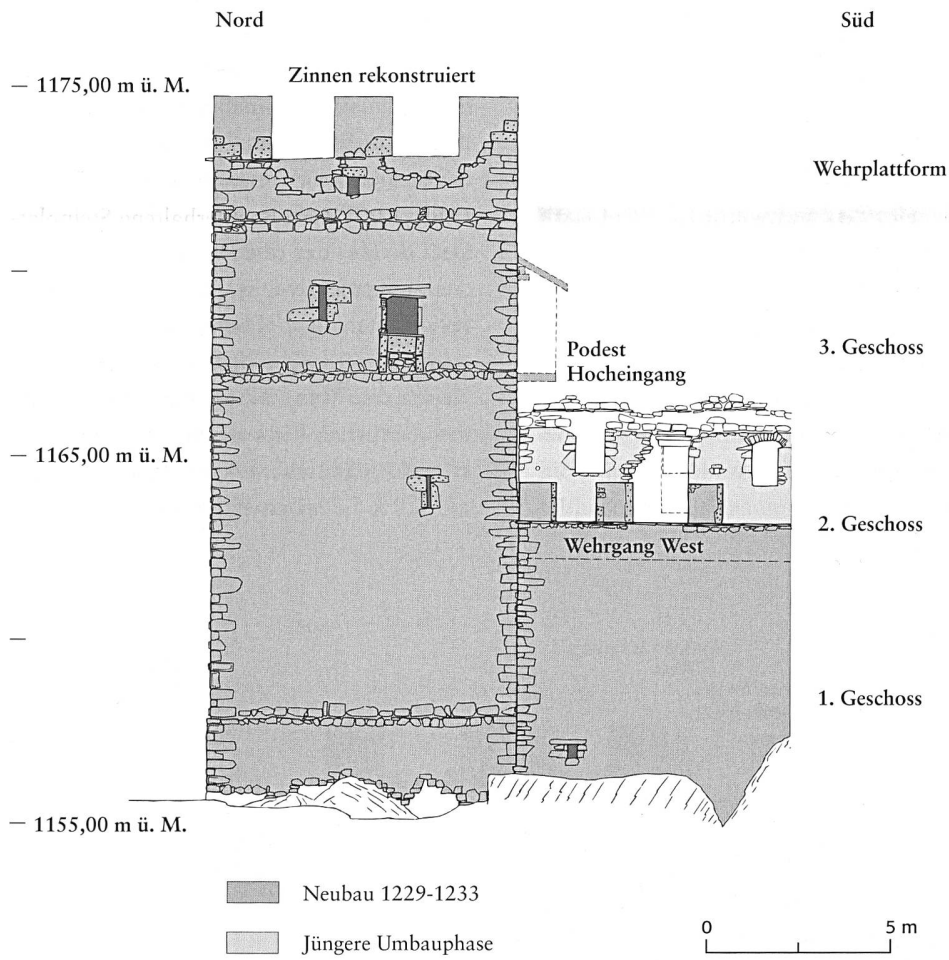 Nord
Süd
— 1175,00 m ü. M.
Zinnen rekonstruiert
Wehrplattform
Podest
Hocheingang
3. Geschoss
— 1165,00 m ü. M.
2. Geschoss
Wehrgang West
1. Geschoss
— 1155,00 m ü. M.
Neubau 1229-1233
Jüngere Umbauphase
0 5 m